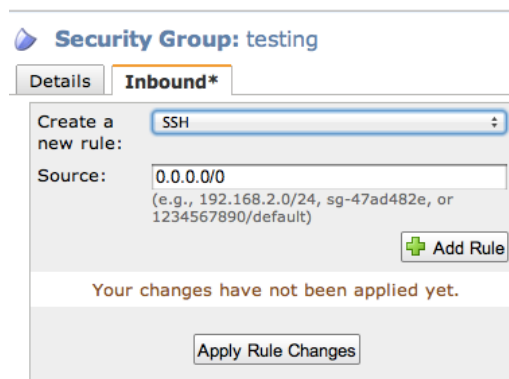 Security Group: testing
Details
Inbound*
Create a new rule:
SSH
Source:
0.0.0.0/0
(e.g., 192.168.2.0/24, sg-47ad482e, or
1234567890/default)
Add Rule
Your changes have not been applied yet.
Apply Rule Changes